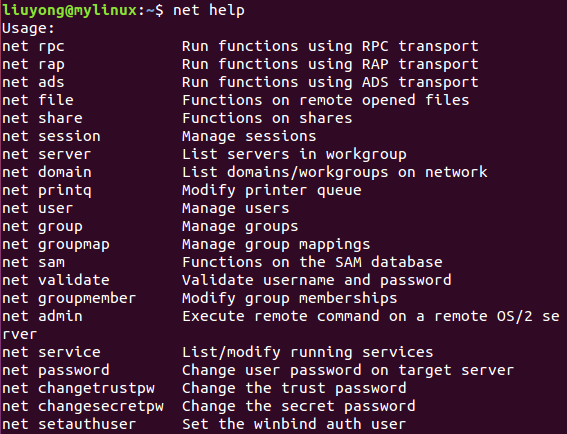 liuyong@mylinux:~$ net help
Usage:
net rpc             Run functions using RPC transport
net rap             Run functions using RAP transport
net ads             Run functions using ADS transport
net file            Functions on remote opened files
net share           Functions on shares
net session         Manage sessions
net server          List servers in workgroup
net domain          List domains/workgroups on network
net printq          Modify printer queue
net user            Manage users
net group           Manage groups
net groupmap        Manage group mappings
net sam             Functions on the SAM database
net validate        Validate username and password
net groupmember     Modify group memberships
net admin           Execute remote command on a remote OS/2 se
rver
net service         List/modify running services
net password        Change user password on target server
net changetrustpw   Change the trust password
net changesecretpw  Change the secret password
net setauthuser     Set the winbind auth user